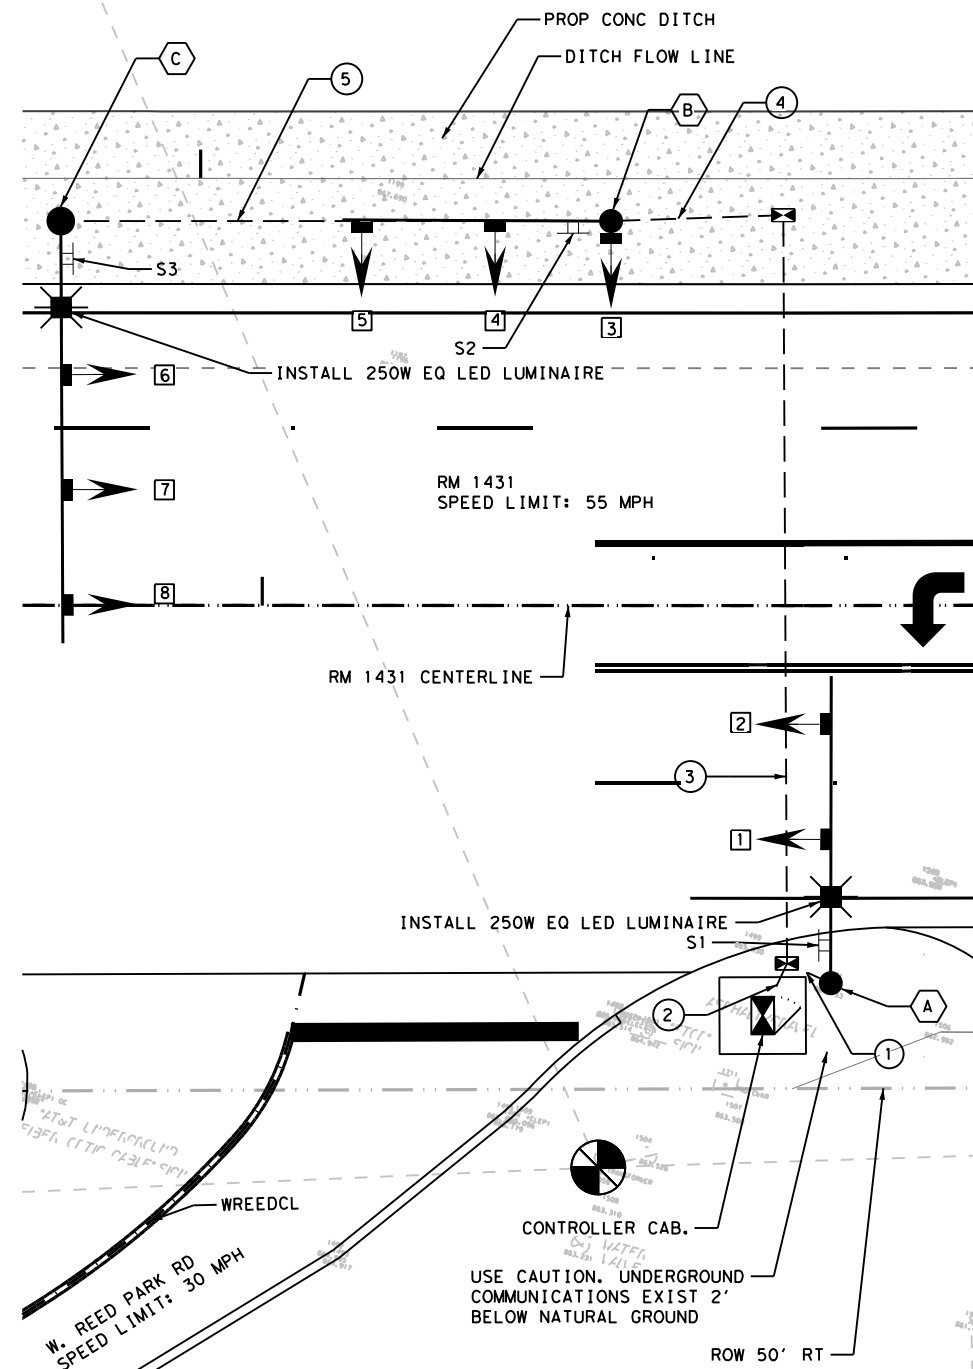 PROP CONC DITCH
DITCH FLOW LINE
C
5
B
4
S3
5
4
3
S2
6
INSTALL 250W EQ LED LUMINAIRE
7
RM 1431
SPEED LIMIT: 55 MPH
8
RM 1431 CENTERLINE
2
3
1
INSTALL 250W EQ LED LUMINAIRE
S1
A
2
1
WREEDCL
CONTROLLER CAB.
W. REED PARK RD
SPEED LIMIT: 30 MPH
USE CAUTION. UNDERGROUND
COMMUNICATIONS EXIST 2'
BELOW NATURAL GROUND
ROW 50' RT